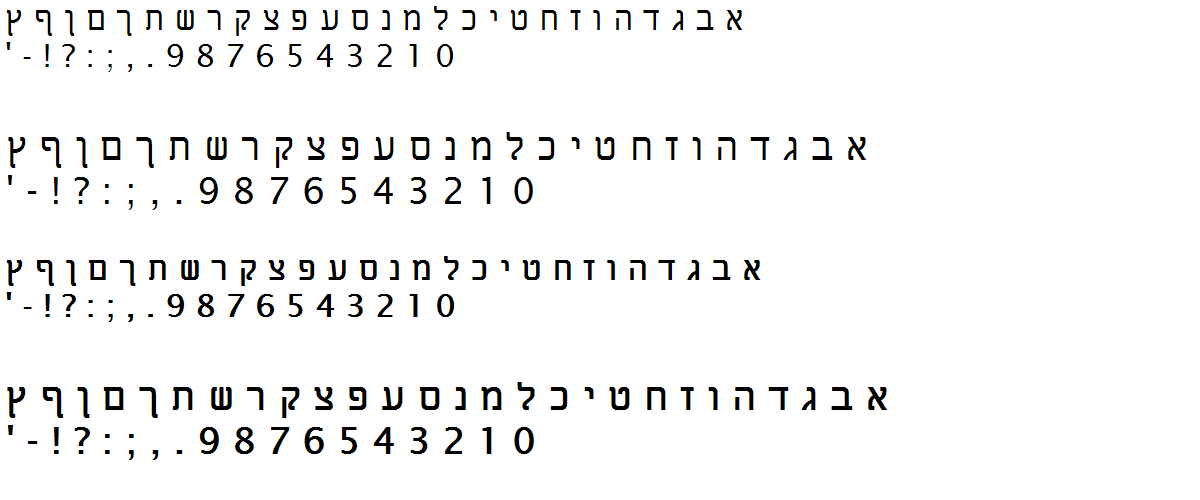 א ב ג ד ה ו ז ח ט י כ ל מ נ ס ע פ צ ק ר ש ת ך ם ן ף ץ
0 1 2 3 4 5 6 7 8 9 . , ; : ? ! - '
א ב ג ד ה ו ז ח ט י כ ל מ נ ס ע פ צ ק ר ש ת ך ם ן ף ץ
0 1 2 3 4 5 6 7 8 9 . , ; : ? ! - '
א ב ג ד ה ו ז ח ט י כ ל מ נ ס ע פ צ ק ר ש ת ך ם ן ף ץ
0 1 2 3 4 5 6 7 8 9 . , ; : ? ! - '
א ב ג ד ה ו ז ח ט י כ ל מ נ ס ע פ צ ק ר ש ת ך ם ן ף ץ
0 1 2 3 4 5 6 7 8 9 . , ; : ? ! - '